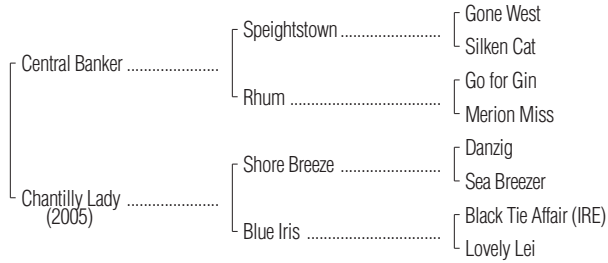 Gone West
Speightstown ........................
Silken Cat
Central Banker ......................
Go for Gin
Rhum ....................................
Merion Miss
Danzig
Shore Breeze ........................
Sea Breezer
Chantilly Lady ......................
(2005)
Black Tie Affair (IRE)
Blue Iris ................................
Lovely Lei